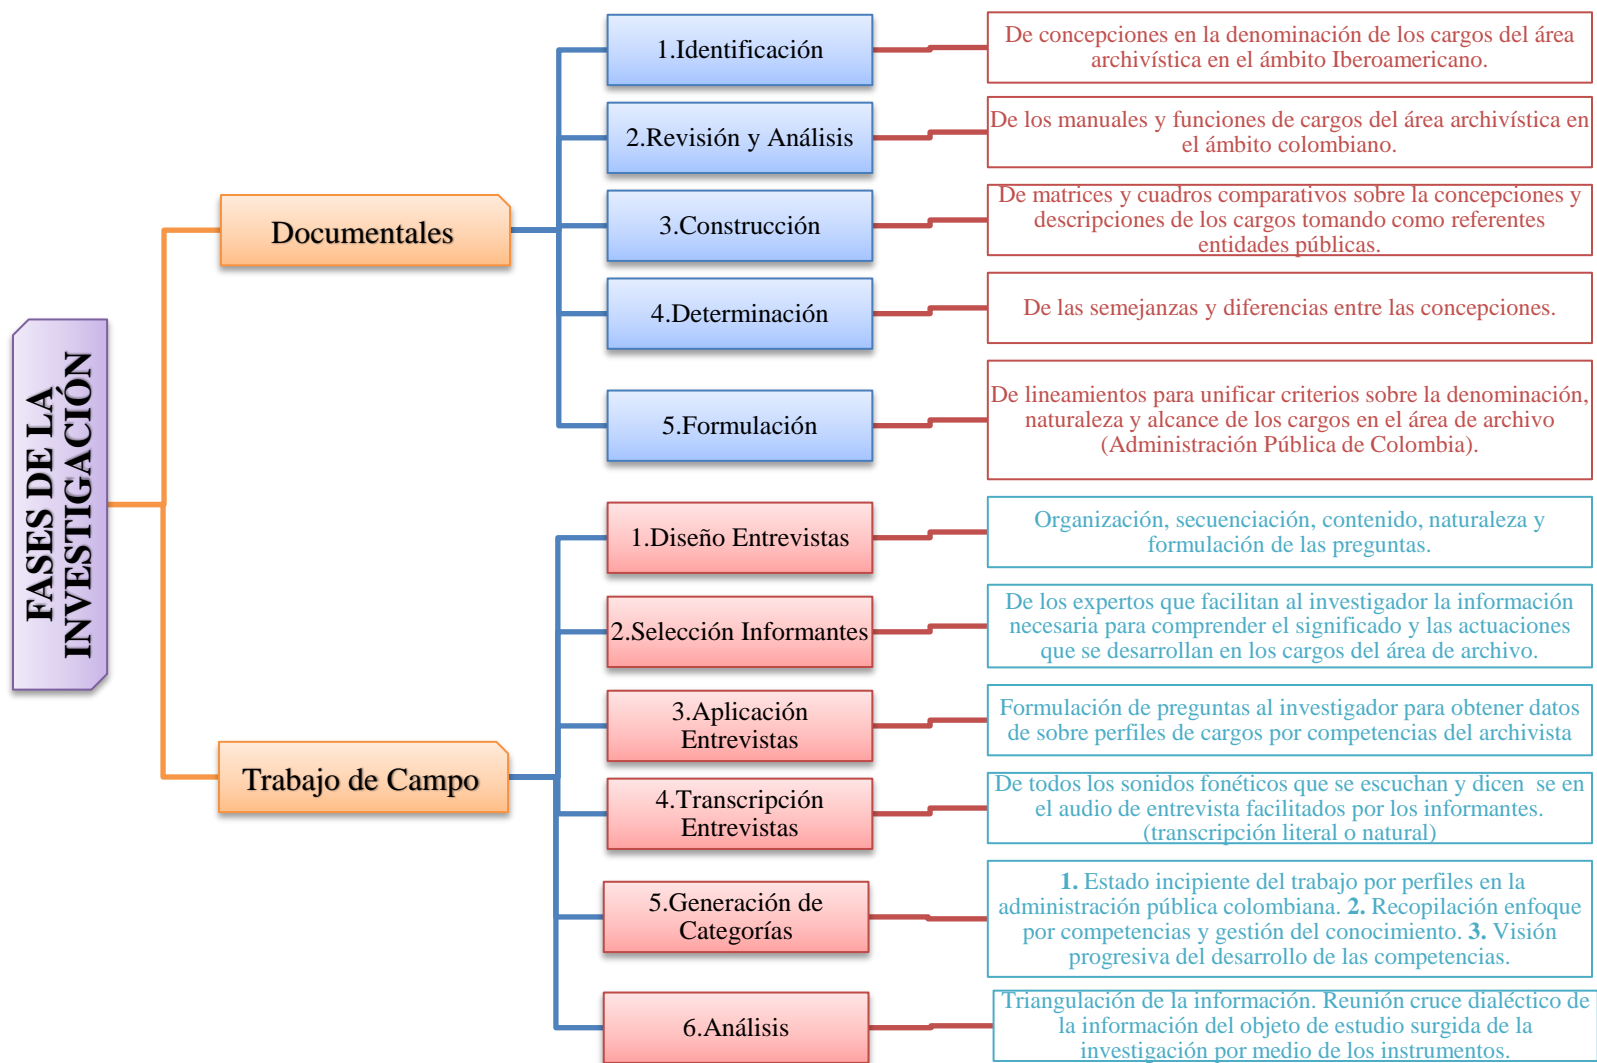 FASES DE LA
INVESTIGACIÓN
Documentales
1.Identificación
De concepciones en la denominación de los cargos del área
archivística en el ámbito Iberoamericano.
2.Revisión y Análisis
De los manuales y funciones de cargos del área archivística en
el ámbito colombiano.
3.Construcción
De matrices y cuadros comparativos sobre la concepciones y
descripciones de los cargos tomando como referentes
entidades públicas.
4.Determinación
De las semejanzas y diferencias entre las concepciones.
5.Formulación
De lineamientos para unificar criterios sobre la denominación,
naturaleza y alcance de los cargos en el área de archivo
(Administración Pública de Colombia).
Trabajo de Campo
1.Diseño Entrevistas
Organización, secuenciación, contenido, naturaleza y
formulación de las preguntas.
2.Selección Informantes
De los expertos que facilitan al investigador la información
necesaria para comprender el significado y las actuaciones
que se desarrollan en los cargos del área de archivo.
3.Aplicación
Entrevistas
Formulación de preguntas al investigador para obtener datos
de sobre perfiles de cargos por competencias del archivista
4.Transcripción
Entrevistas
De todos los sonidos fonéticos que se escuchan y dicen  se en
el audio de entrevista facilitados por los informantes.
(transcripción literal o natural)
5.Generación de
Categorías
1. Estado incipiente del trabajo por perfiles en la
administración pública colombiana. 2. Recopilación enfoque
por competencias y gestión del conocimiento. 3. Visión
progresiva del desarrollo de las competencias.
6.Análisis
Triangulación de la información. Reunión cruce dialéctico de
la información del objeto de estudio surgida de la
investigación por medio de los instrumentos.